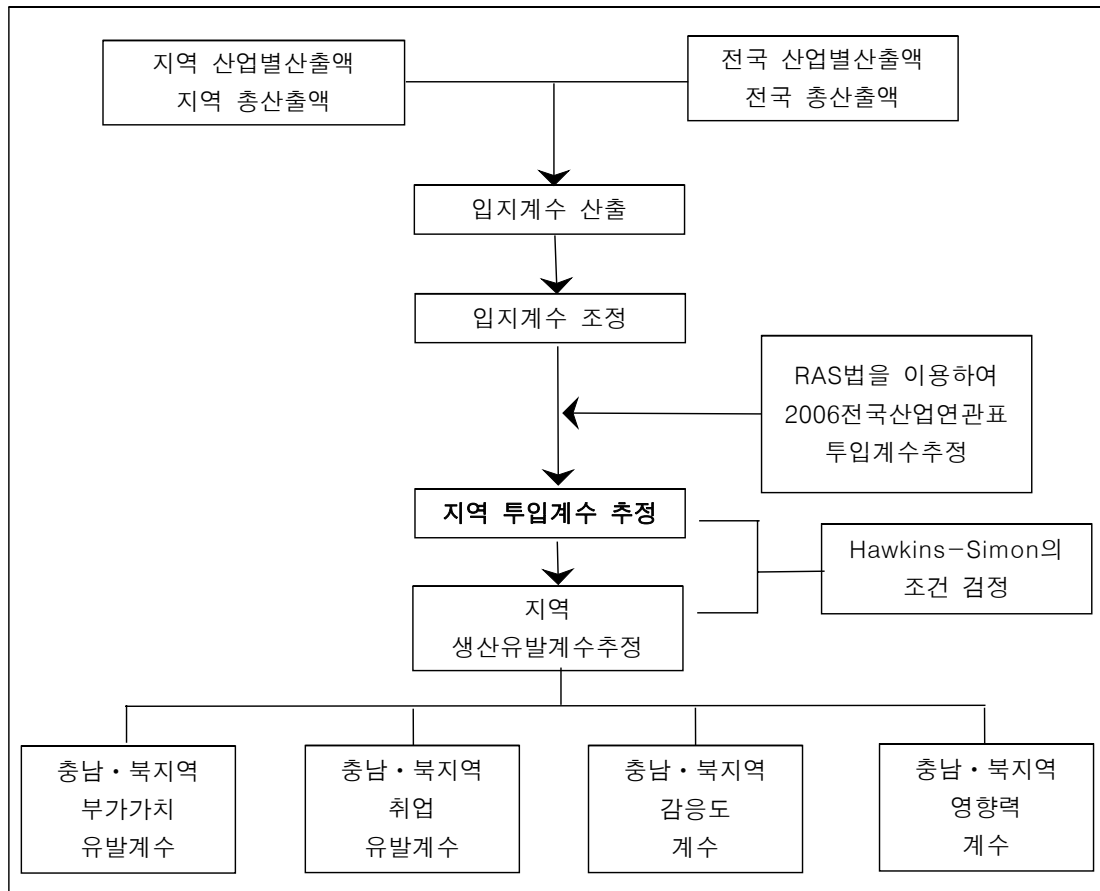 지역 산업별산출액
지역 총산출액
전국 산업별산출액
전국 총산출액
입지계수 산출
입지계수 조정
RAS법을 이용하여
2006전국산업연관표
투입계수추정
지역 투입계수 추정
Hawkins-Simon의
조건 검정
지역
생산유발계수추정
충남・북지역
부가가치
유발계수
충남・북지역
취업
유발계수
충남・북지역
감응도
계수
충남・북지역
영향력
계수